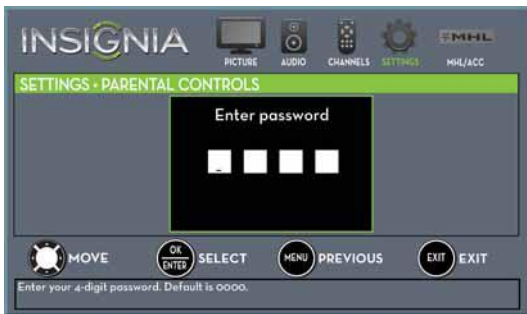 INSIGNIA
PICTURE AUDIO CHANNELS SETTINGS MHL/ACC
MHL
SETTINGS • PARENTAL CONTROLS
Enter password
MOVE OK ENTER SELECT MENU PREVIOUS EXIT EXIT
Enter your 4-digit password. Default is 0000.